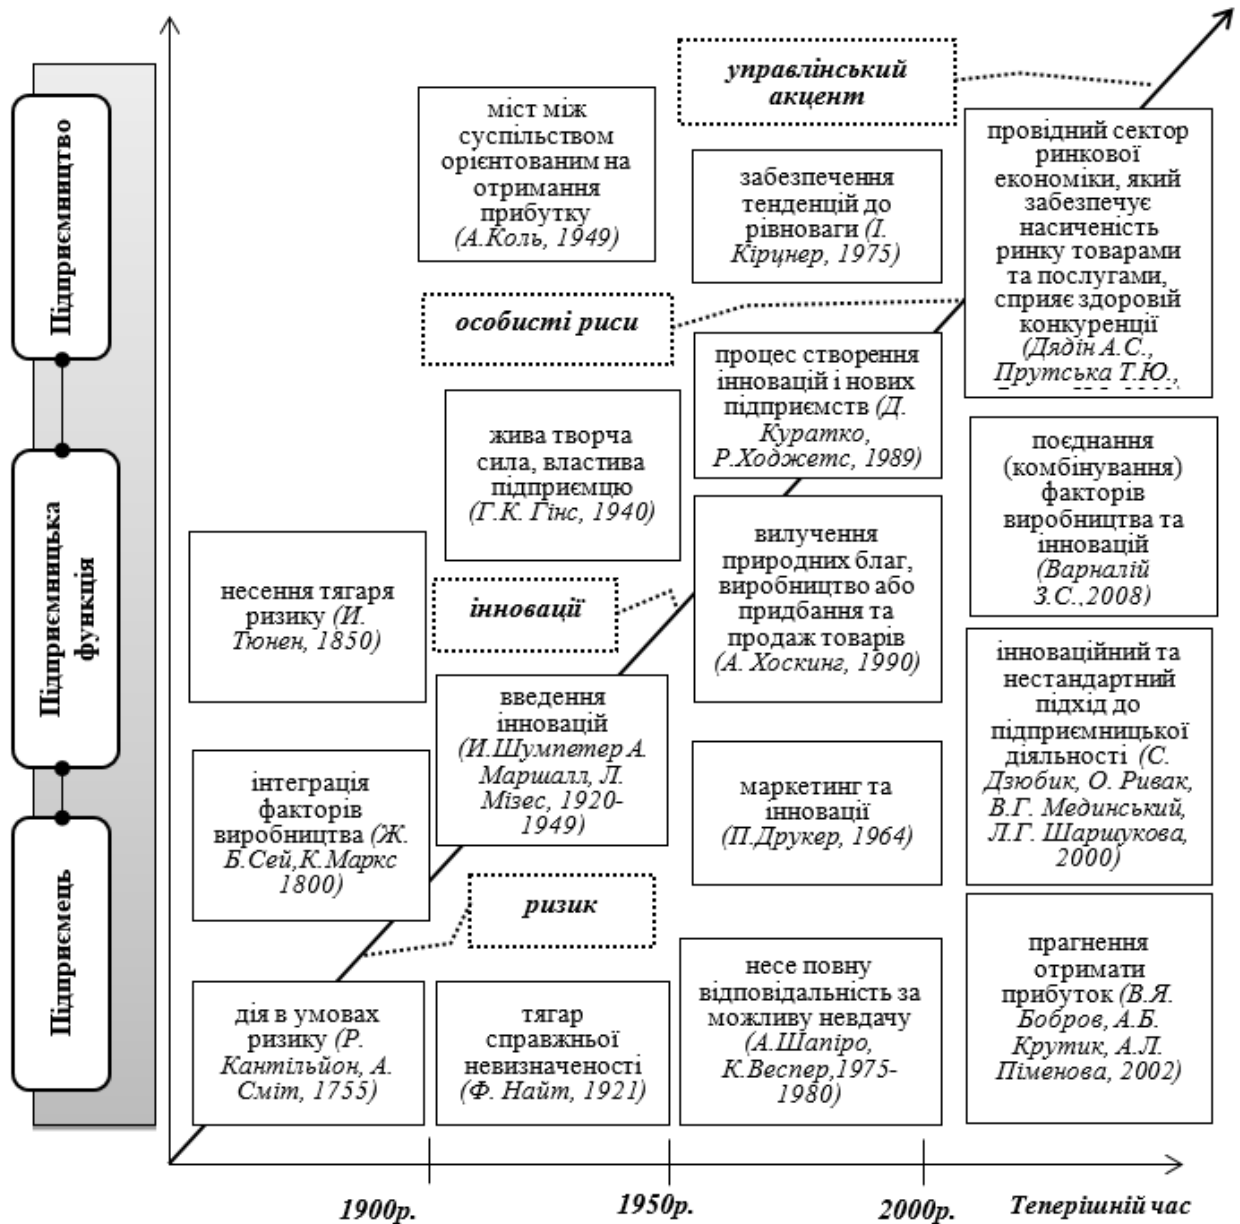 Підприємництво
Підприємницька
функція
Підприємець
управлінський
акцент
міст між
суспільством
орієнтованим на
отримання
прибутку
(А.Коль, 1949)
забезпечення
тенденцій до
рівноваги (І.
Кірцнер, 1975)
провідний сектор
ринкової
економіки, який
забезпечує
насиченість
ринку товарами
та послугами,
сприяє здоровій
конкуренції
(Дядін А.С.,
Прутська Т.Ю.,
особисті риси
процес створення
інновацій і нових
підприємств (Д.
Куратко,
Р.Ходжетс, 1989)
жива творча
сила, властива
підприємцю
(Г.К. Гінс, 1940)
поєднання
(комбінування)
факторів
виробництва та
інновацій
(Варналій
З.С.,2008)
несення тягаря
ризику (И.
Тюнен, 1850)
інновації
вилучення
природних благ,
виробництво або
придбання та
продаж товарів
(А. Хоскинг, 1990)
введення
інновацій
(И.Шумпетер А.
Маршалл, Л.
Мізес, 1920-
1949)
інноваційний та
нестандартний
підхід до
підприємницької
діяльності (С.
Дзюбик, О. Ривак,
В.Г. Мединський,
Л.Г. Шаршукова,
2000)
інтеграція
факторів
виробництва (Ж.
Б.Сей,К.Маркс
1800)
маркетинг та
інновації
(П.Друкер, 1964)
ризик
дія в умовах
ризику (Р.
Кантільйон, А.
Сміт, 1755)
тягар
справжньої
невизначеності
(Ф. Найт, 1921)
несе повну
відповідальність за
можливу невдачу
(А.Шапіро,
К.Веспер,1975-
1980)
прагнення
отримати
прибуток (В.Я.
Бобров, А.Б.
Крутик, А.Л.
Піменова, 2002)
1900р.
1950р.
2000р.
Теперішній час